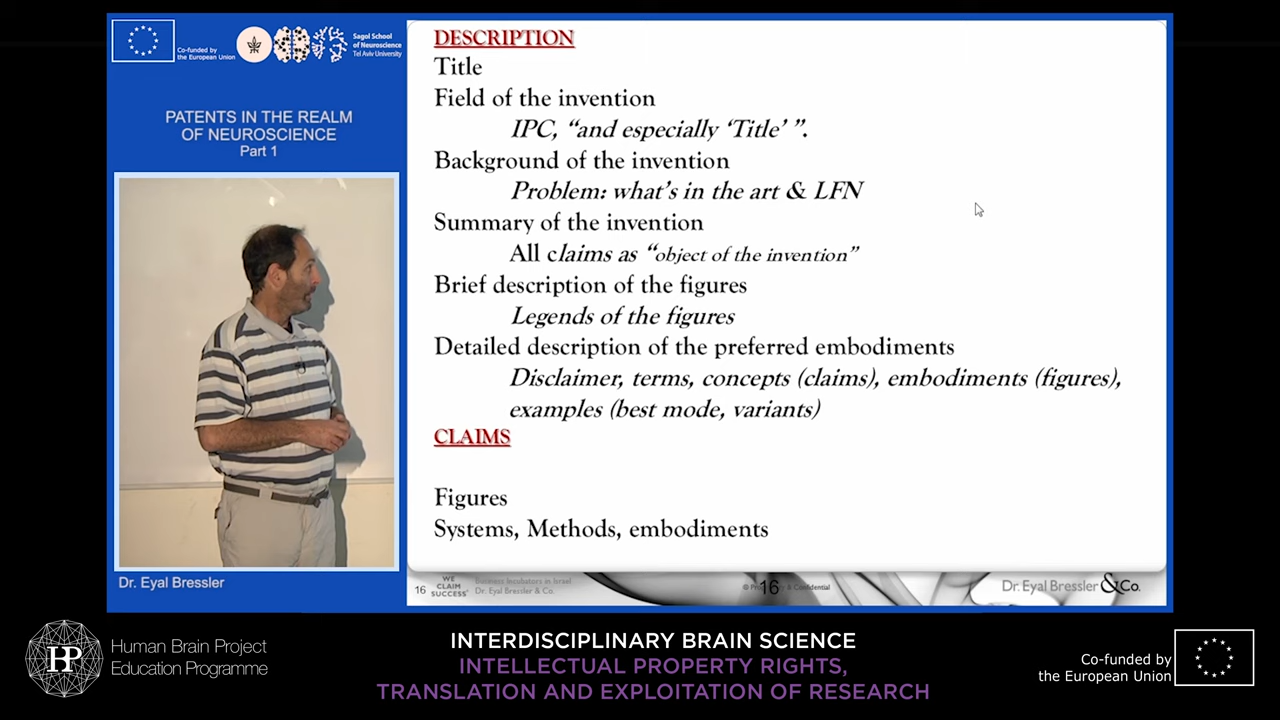 Co-funded by
the European Union
Sagol School
of Neuroscience
Tel Aviv University
PATENTS IN THE REALM
OF NEUROSCIENCE
Part 1
Dr. Eyal Bressler
DESCRIPTION
Title
Field of the invention
IPC, “and especially ‘Title’ ”.
Background of the invention
Problem: what’s in the art & LFN
Summary of the invention
All claims as “object of the invention”
Brief description of the figures
Legends of the figures
Detailed description of the preferred embodiments
Disclaimer, terms, concepts (claims), embodiments (figures),
examples (best mode, variants)
CLAIMS
Figures
Systems, Methods, embodiments
16
WE
CLAIM
SUCCESS
Business Incubators in Israel
Dr. Eyal Bressler & Co.
16
& Confidential
Dr. Eyal Bressler &Co.
HBP
Human Brain Project
Education Programme
INTERDISCIPLINARY BRAIN SCIENCE
INTELLECTUAL PROPERTY RIGHTS,
TRANSLATION AND EXPLOITATION OF RESEARCH
Co-funded by
the European Union